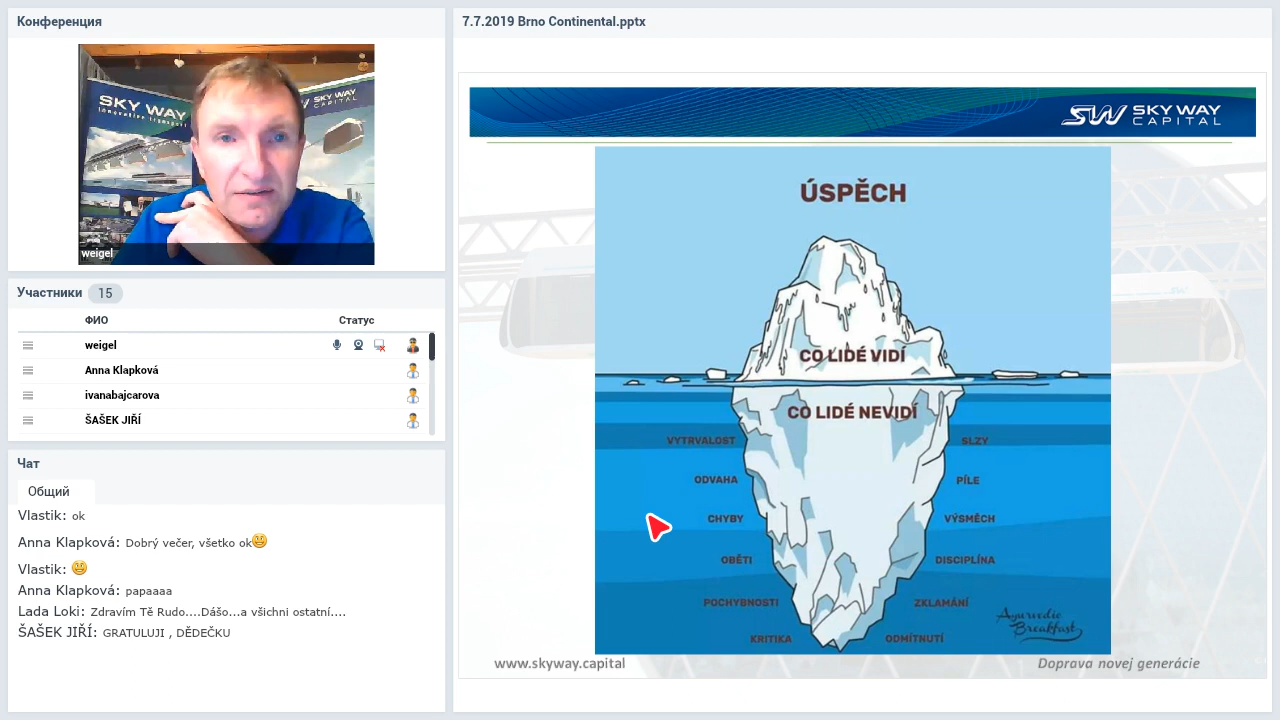 Конференция
SKY WAY
innovative transport
SKY WAY
CAPITAL
weigel
Участники 15
ФИО Статус
weigel
Anna Klapková
ivanabajcarova
ŠAŠEK JIŘÍ
Чат
Общий
Vlastik: ok
Anna Klapková: Dobrý večer, všetko ok
Vlastik:
Anna Klapková: papaaaa
Lada Loki: Zdravím Tě Rudo....Dášo...a všichni ostatní....
ŠAŠEK JIŘÍ: GRATULUJI , DĚDEČKU
7.7.2019 Brno Continental.pptx
SW SKY WAY
CAPITAL
ÚSPĚCH
CO LIDÉ VIDÍ
CO LIDÉ NEVIDÍ
VYTRVALOST SLZY
ODVAHA PÍLE
CHYBY VÝSMĚCH
OBĚTI DISCIPLÍNA
POCHYBNOSTI ZKLAMÁNÍ
KRITIKA ODMÍTNUTÍ
Ayurvedic
Breakfast
www.skyway.capital Doprava novej generácie